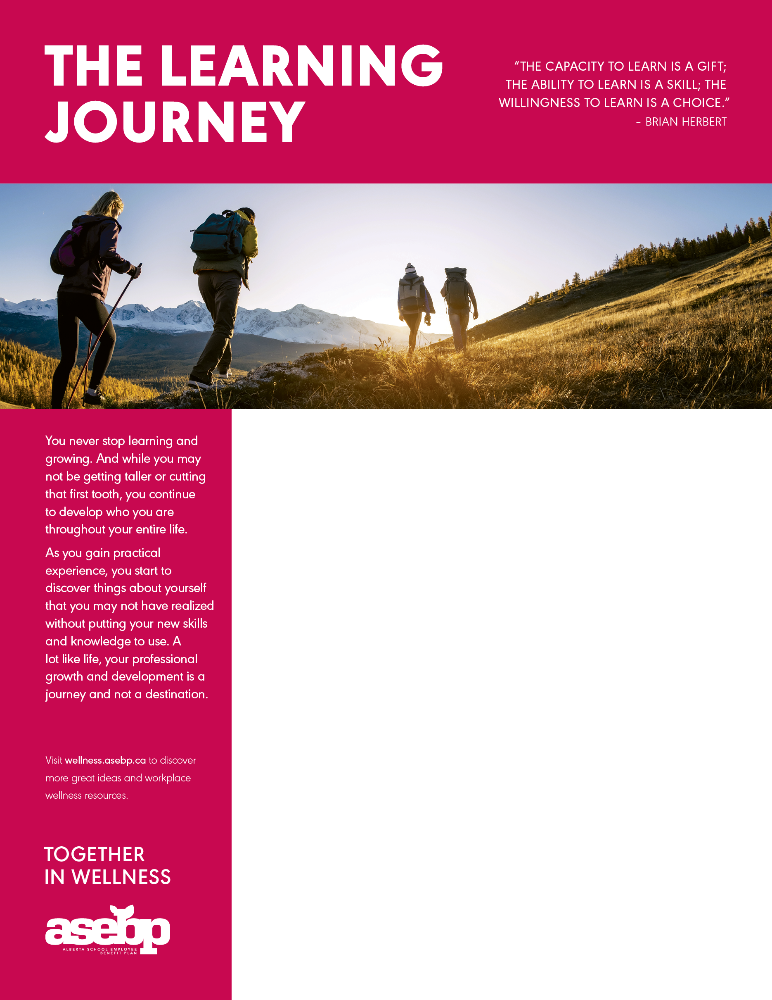 THE LEARNING
JOURNEY
“THE CAPACITY TO LEARN IS A GIFT;
THE ABILITY TO LEARN IS A SKILL; THE
WILLINGNESS TO LEARN IS A CHOICE.”
– BRIAN HERBERT
You never stop learning and
growing. And while you may
not be getting taller or cutting
that first tooth, you continue
to develop who you are
throughout your entire life.
As you gain practical
experience, you start to
discover things about yourself
that you may not have realized
without putting your new skills
and knowledge to use. A
lot like life, your professional
growth and development is a
journey and not a destination.
Visit wellness.asebp.ca to discover
more great ideas and workplace
wellness resources.
TOGETHER
IN WELLNESS
asebp
ALBERTA SCHOOL EMPLOYEE
BENEFIT PLAN